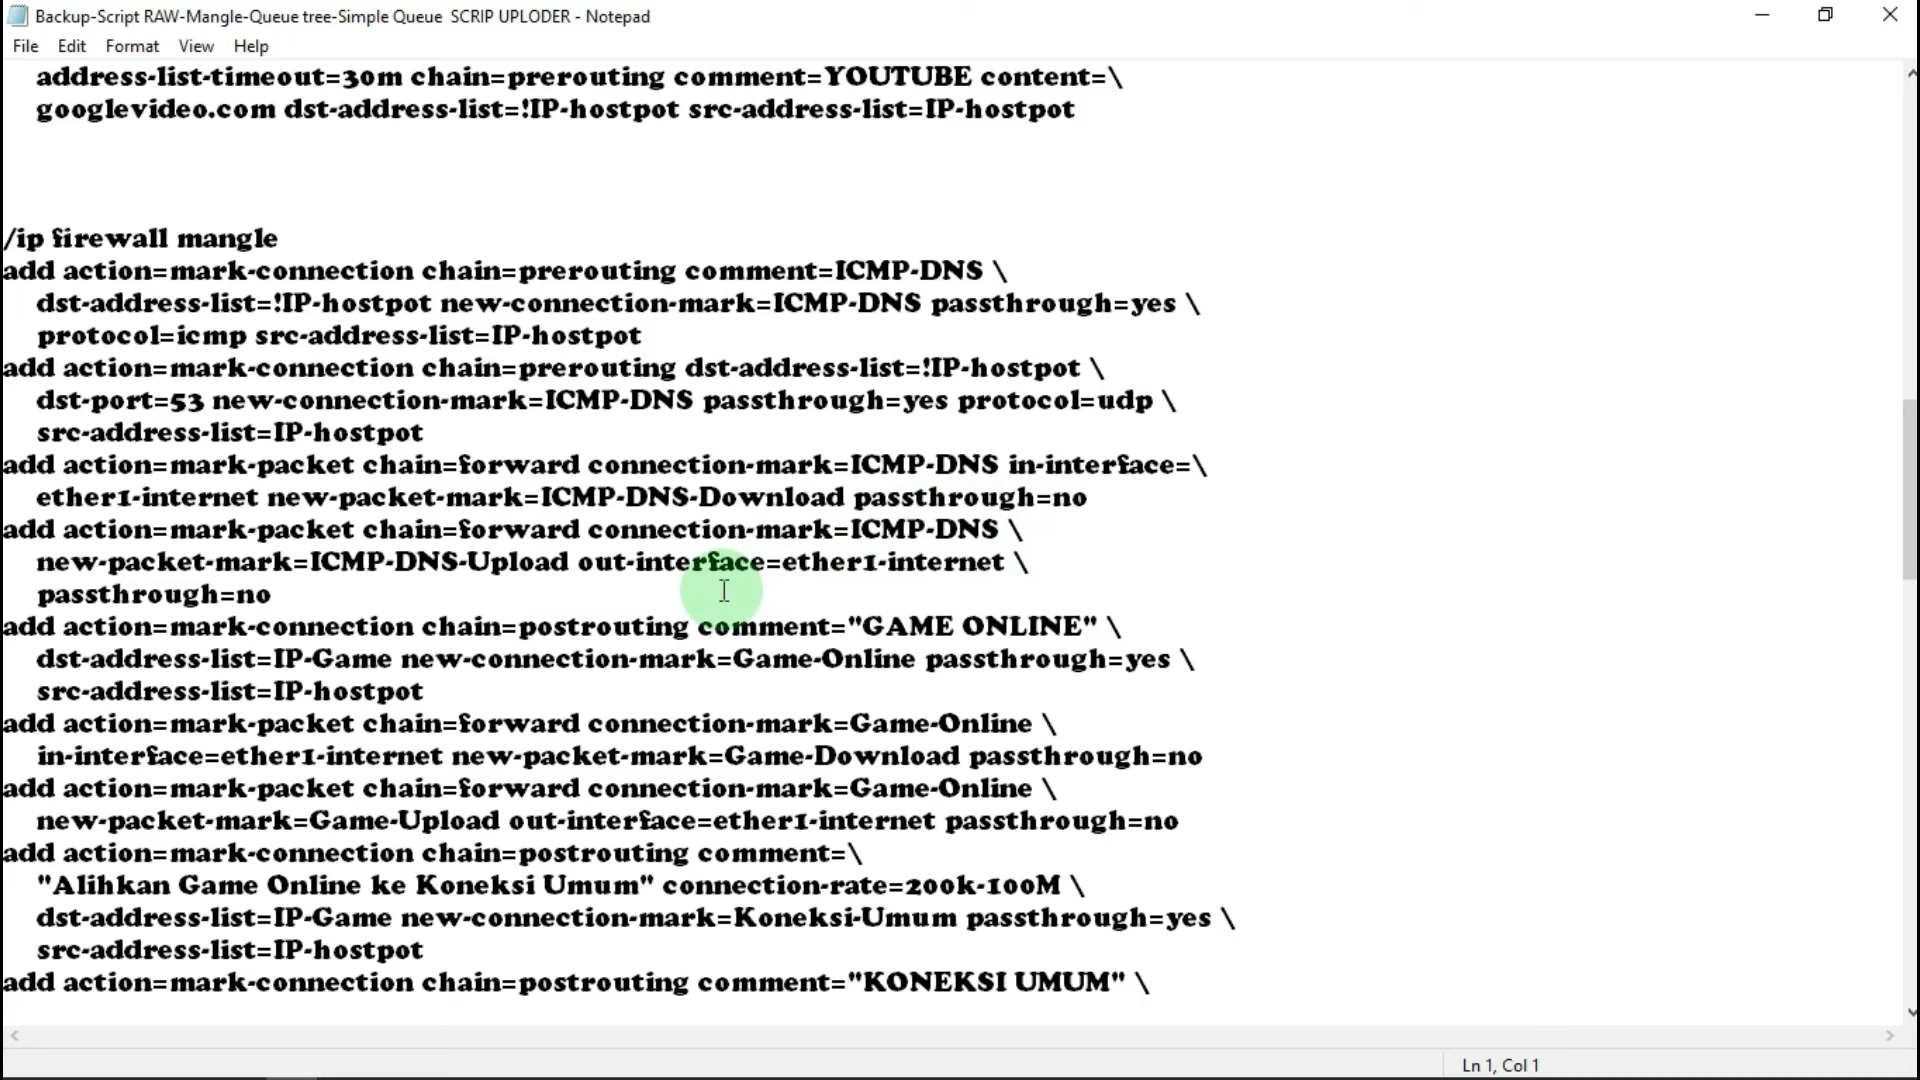 Backup-Script RAW-Mangle-Queue tree-Simple Queue  SCRIP UPLODER - Notepad
File Edit Format View Help
address-list-timeout=30m chain=prerouting comment=YOUTUBE content=\
googlevideo.com dst-address-list=!IP-hostpot src-address-list=IP-hostpot
/ip firewall mangle
add action=mark-connection chain=prerouting comment=ICMP-DNS \
dst-address-list=!IP-hostpot new-connection-mark=ICMP-DNS passthrough=yes \
protocol=icmp src-address-list=IP-hostpot
add action=mark-connection chain=prerouting dst-address-list=!IP-hostpot \
dst-port=53 new-connection-mark=ICMP-DNS passthrough=yes protocol=udp \
src-address-list=IP-hostpot
add action=mark-packet chain=forward connection-mark=ICMP-DNS in-interface=\
ether1-internet new-packet-mark=ICMP-DNS-Download passthrough=no
add action=mark-packet chain=forward connection-mark=ICMP-DNS \
new-packet-mark=ICMP-DNS-Upload out-interface=ether1-internet \
passthrough=no
add action=mark-connection chain=postrouting comment="GAME ONLINE" \
dst-address-list=IP-Game new-connection-mark=Game-Online passthrough=yes \
src-address-list=IP-hostpot
add action=mark-packet chain=forward connection-mark=Game-Online \
in-interface=ether1-internet new-packet-mark=Game-Download passthrough=no
add action=mark-packet chain=forward connection-mark=Game-Online \
new-packet-mark=Game-Upload out-interface=ether1-internet passthrough=no
add action=mark-connection chain=postrouting comment=\
"Alihkan Game Online ke Koneksi Umum" connection-rate=200k-100M \
dst-address-list=IP-Game new-connection-mark=Koneksi-Umum passthrough=yes \
src-address-list=IP-hostpot
add action=mark-connection chain=postrouting comment="KONEKSI UMUM" \
Ln 1, Col 1